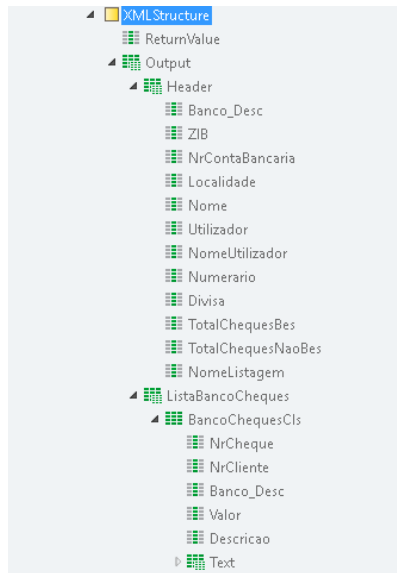 XMLStructure
ReturnValue
Output
Header
Banco_Desc
ZIB
NrContaBancaria
Localidade
Nome
Utilizador
NomeUtilizador
Numerario
Divisa
TotalChequesBes
TotalChequesNaoBes
NomeListagem
ListaBancoCheques
BancoChequesCls
NrCheque
NrCliente
Banco_Desc
Valor
Descricao
Text